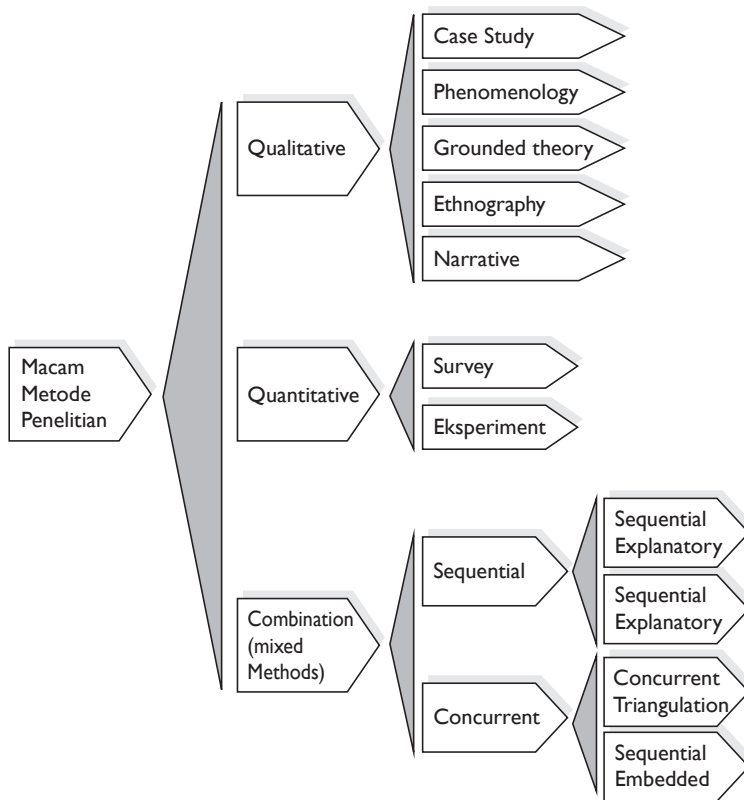 Macam
Metode
Penelitian
Qualitative
Case Study
Phenomenology
Grounded theory
Ethnography
Narrative
Quantitative
Survey
Eksperiment
Combination
(mixed
Methods)
Sequential
Sequential
Explanatory
Sequential
Explanatory
Concurrent
Concurrent
Triangulation
Sequential
Embedded